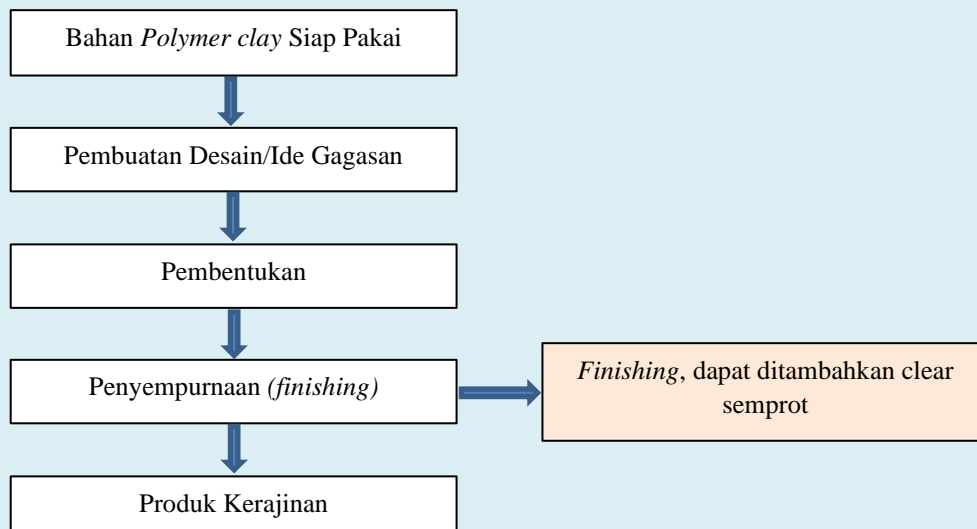 Bahan Polymer clay Siap Pakai
Pembuatan Desain/Ide Gagasan
Pembentukan
Penyempurnaan (finishing)
Finishing, dapat ditambahkan clear
semprot
Produk Kerajinan